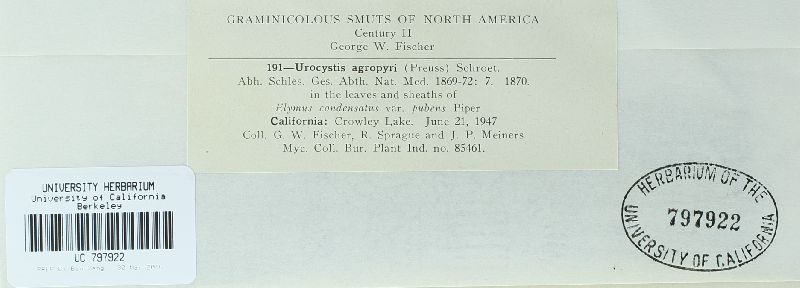 GRAMINICOLOUS SMUTS OF NORTH AMERICA
Century II
George W. Fischer
191—Urocystis agropyri (Preuss) Schroet.
Abh. Schles. Ges. Abth. Nat. Med. 1869-72: 7. 1870.
in the leaves and sheaths of
Elymus condensatus var. pubens Piper
California: Crowley Lake. June 21, 1947
Coll. G. W. Fischer, R. Sprague and J. P. Meiners
Myc. Coll. Bur. Plant Ind. no. 85461.
UNIVERSITY HERBARIUM
University of California
Berkeley
UC 797922
HERBARIUM OF THE
797922
UNIVERSITY OF CALIFORNIA